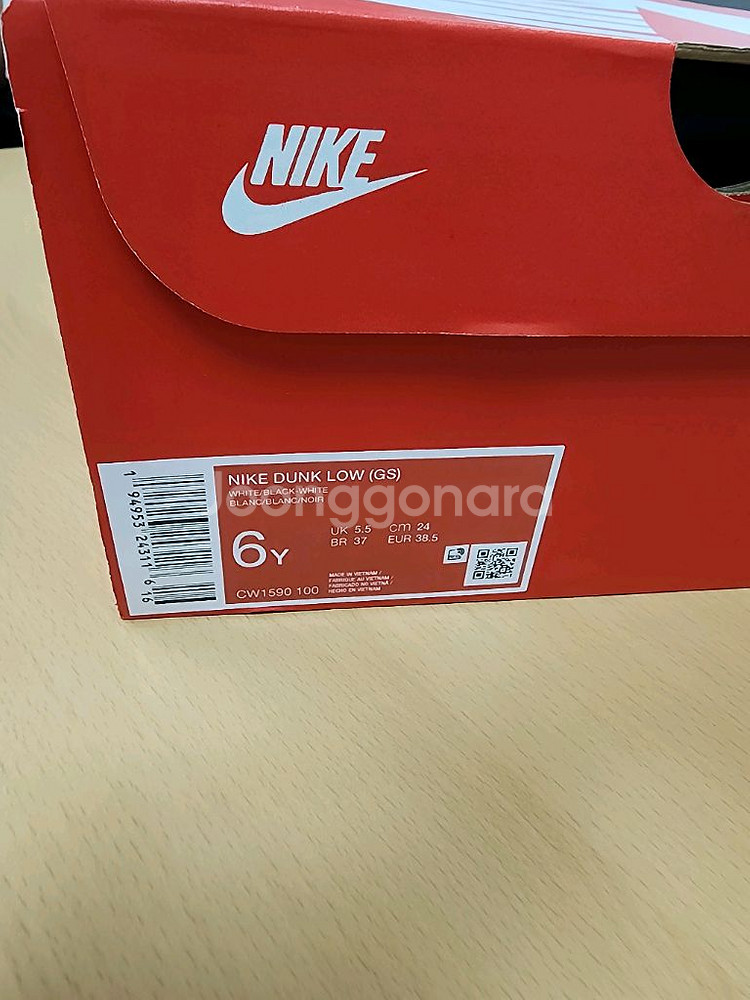 NIKE
NIKE DUNK LOW (GS)
WHITE/BLACK-WHITE
BLANC/BLANC/NOIR
Joonggonara
6Y
UK 5.5 cm 24
BR 37 EUR 38.5
CW1590 100
MADE IN VIETNAM /
FABRIQUE AU VIETNAM /
FABRICADO NO VIETNÃ /
HECHO EN VIETNAM
1 94953 24311 6 16